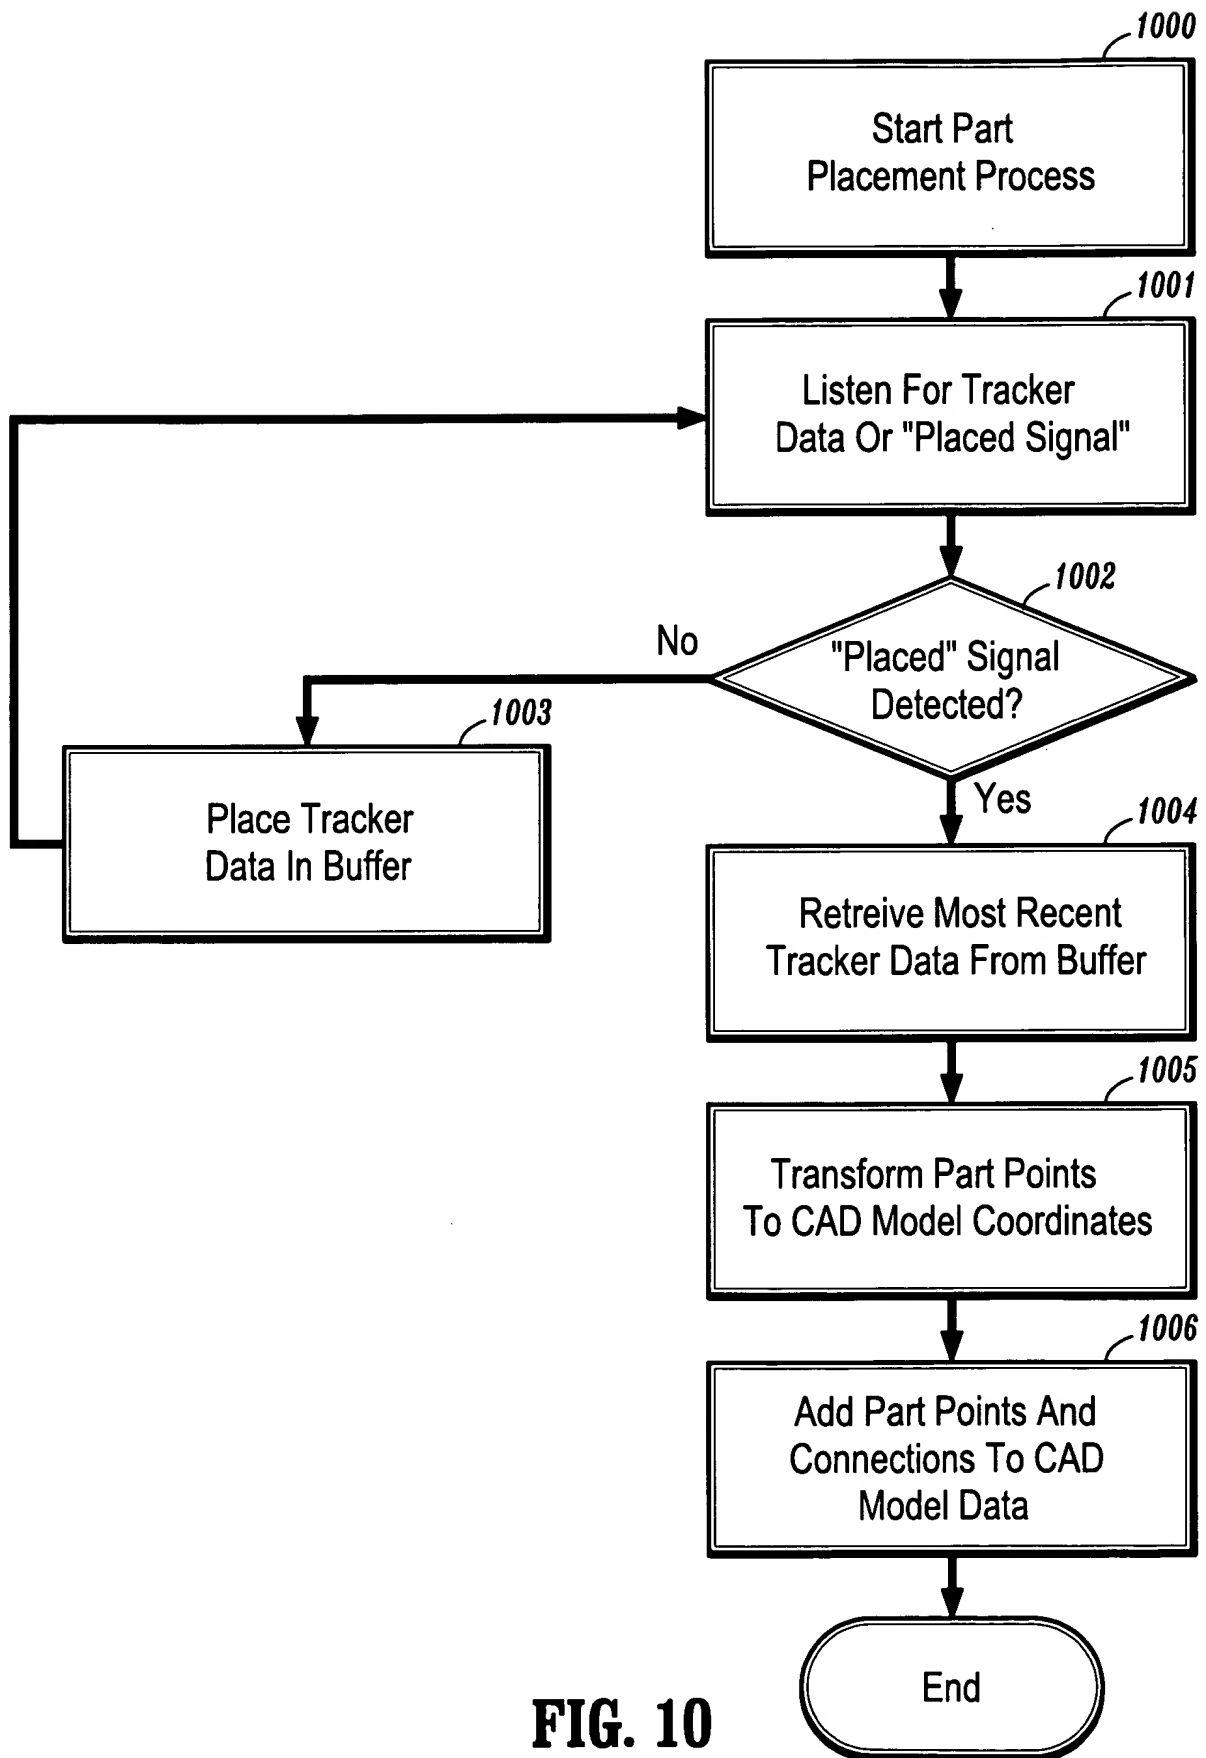 1000
Start Part
Placement Process
1001
Listen For Tracker
Data Or "Placed Signal"
1002
"Placed" Signal
Detected?
No
1003
Place Tracker
Data In Buffer
Yes
1004
Retreive Most Recent
Tracker Data From Buffer
1005
Transform Part Points
To CAD Model Coordinates
1006
Add Part Points And
Connections To CAD
Model Data
End
FIG. 10